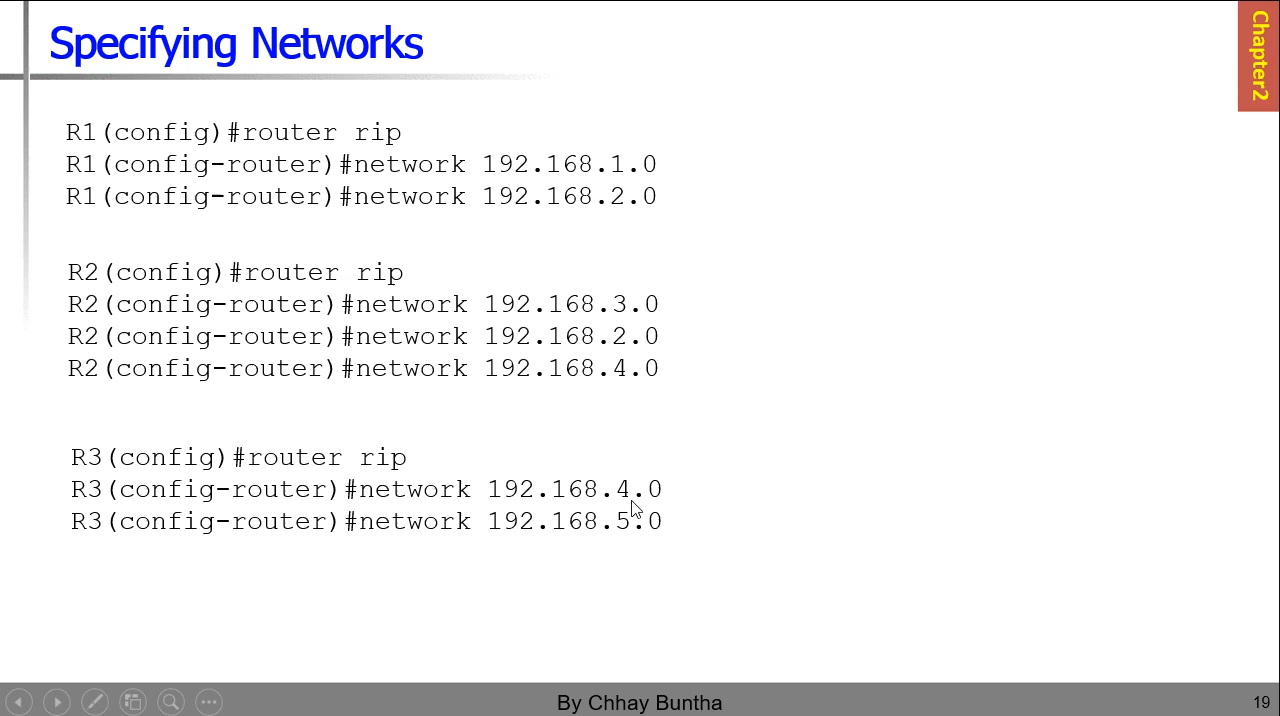 Specifying Networks
Chapter2
R1(config)#router rip
R1(config-router)#network 192.168.1.0
R1(config-router)#network 192.168.2.0
R2(config)#router rip
R2(config-router)#network 192.168.3.0
R2(config-router)#network 192.168.2.0
R2(config-router)#network 192.168.4.0
R3(config)#router rip
R3(config-router)#network 192.168.4.0
R3(config-router)#network 192.168.5.0
By Chhay Buntha
19